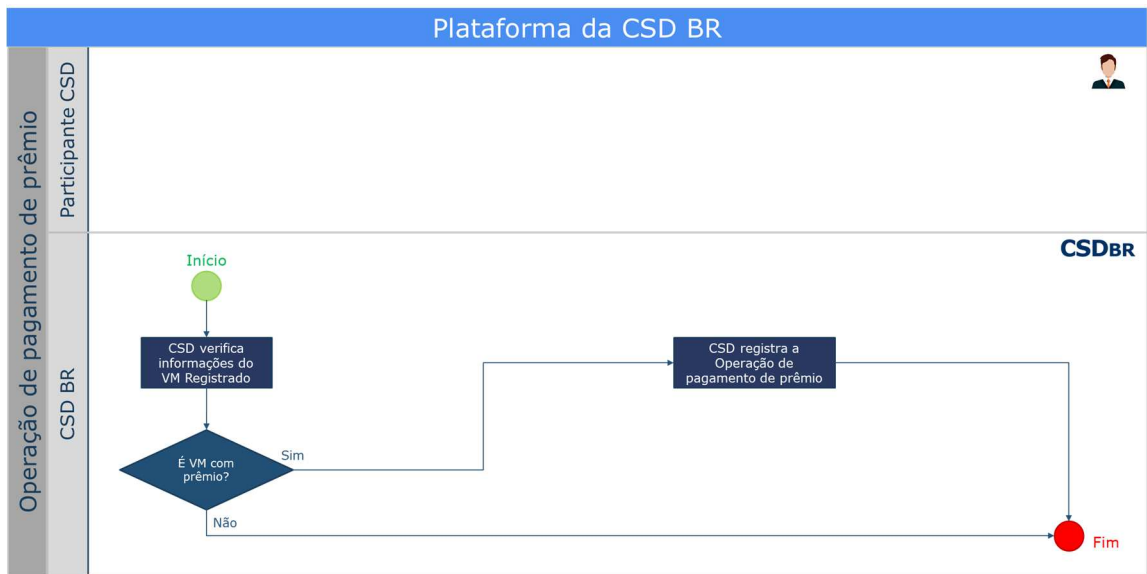 Plataforma da CSD BR
Operação de pagamento de prêmio
Participante CSD
CSD BR
CSDBR
Início
CSD verifica
informações do
VM Registrado
É VM com
prêmio?
Sim
Não
CSD registra a
Operação de
pagamento de prêmio
Fim